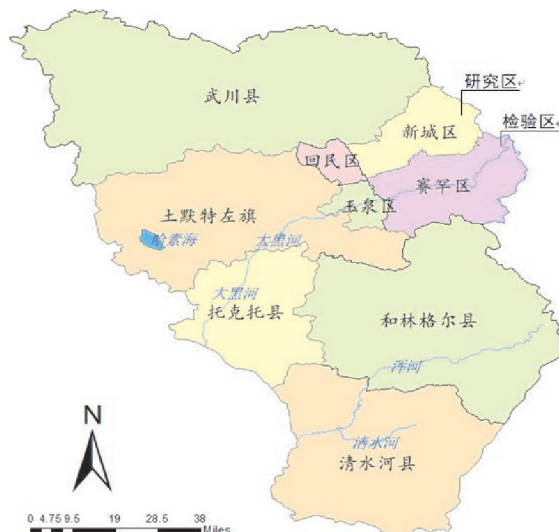 研究区
武川县
检验区
新城区
回民区
赛罕区
玉泉区
土默特左旗
哈素海
大黑河
大黑河
托克托县
和林格尔县
浑河
清水河
清水河县
N
0 4.75 9.5 19 28.5 38
Miles